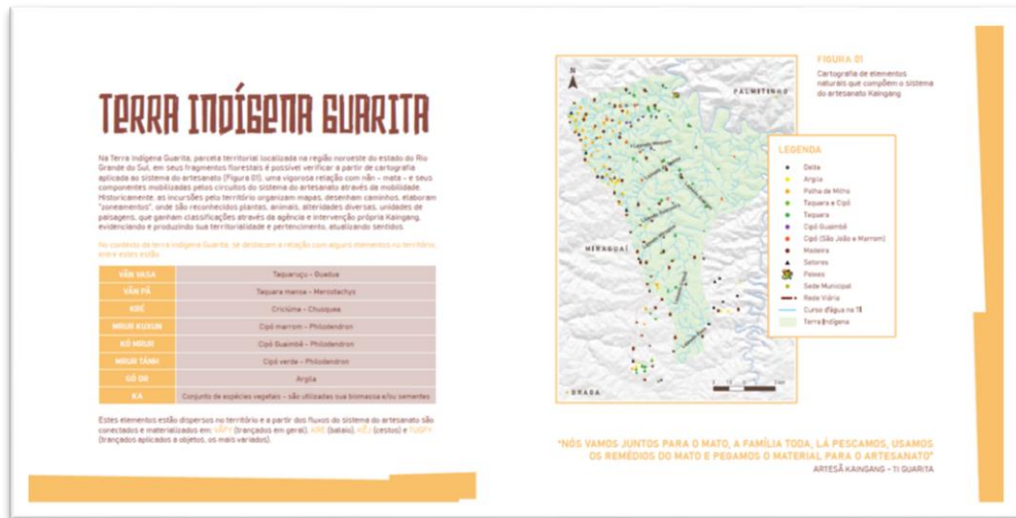 TERRA INDÍGENA GUARITA
Na Terra Indígena Guarita, parcela territorial localizada na região noroeste do estado do Rio
Grande do Sul, em seus fragmentos florestais é possível verificar a partir de cartografia
aplicada ao sistema do artesanato (Figura 01), uma vigorosa relação com nãn - mata - e seus
componentes mobilizadas pelos circuitos do sistema do artesanato através da mobilidade.
Historicamente, as incursões pelo território organizam mapas, desenham caminhos, elaboram
"zoneamentos", onde são reconhecidos plantas, animais, alteridades diversas, unidades de
paisagens, que ganham classificações através da agência e intervenção própria Kaingang,
evidenciando e produzindo sua territorialidade e pertencimento, atualizando sentidos.
No contexto da terra indígena Guarita, se destacam a relação com alguns elementos no território,
entre estes estão:
VÃN VASA Taquaruçu - Guadua
VÃN PÃ Taquara mansa - Merostachys
KRÉ Criciúma - Chusquea
MRUR KUXUN Cipó marrom - Philodendron
KÓ MRUR Cipó Guaimbé - Philodendron
MRUR TÁNH Cipó verde - Philodendron
GÓ OR Argila
KA Conjunto de espécies vegetais - são utilizadas sua biomassa e/ou sementes
Estes elementos estão dispersos no território e a partir dos fluxos do sistema do artesanato são
conectados e materializados em: (trançados em geral), (balaio), (cestos) e
(trançados aplicados a objetos, os mais variados).
N
PALMITINHO
MIRAGUAÍ
BRAGA
FIGURA 01
Cartografia de elementos
naturais que compõem o sistema
do artesanato Kaingang
LEGENDA
Argila
Palha de Milho
Taquara e Cipó
Taquara
Cipó Guaimbé
Cipó (São João e Marrom)
Madeira
Setores
Peixes
Sede Municipal
Rede Viária
Curso d'água na TI
Terra Indígena
"NÓS VAMOS JUNTOS PARA O MATO, A FAMÍLIA TODA, LÁ PESCAMOS, USAMOS
OS REMÉDIOS DO MATO E PEGAMOS O MATERIAL PARA O ARTESANATO"
ARTESÃ KAINGANG - TI GUARITA